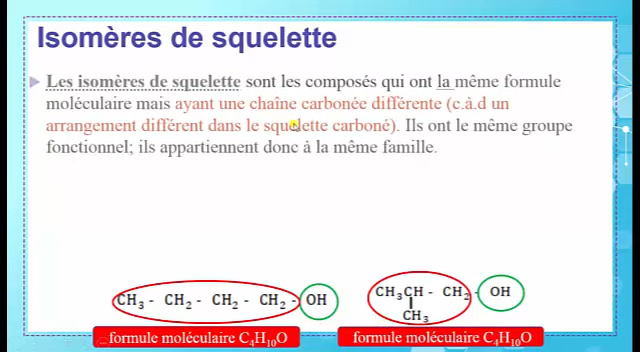 Isomères de squelette
Les isomères de squelette sont les composés qui ont la même formule
moléculaire mais ayant une chaîne carbonée différente (c.à.d un
arrangement différent dans le squelette carboné). Ils ont le même groupe
fonctionnel; ils appartiennent donc à la même famille.
CH₃ - CH₂ - CH₂ - CH₂ - OH
CH₃CH - CH₂ - OH
CH₃
formule moléculaire C₄H₁₀O
formule moléculaire C₄H₁₀O